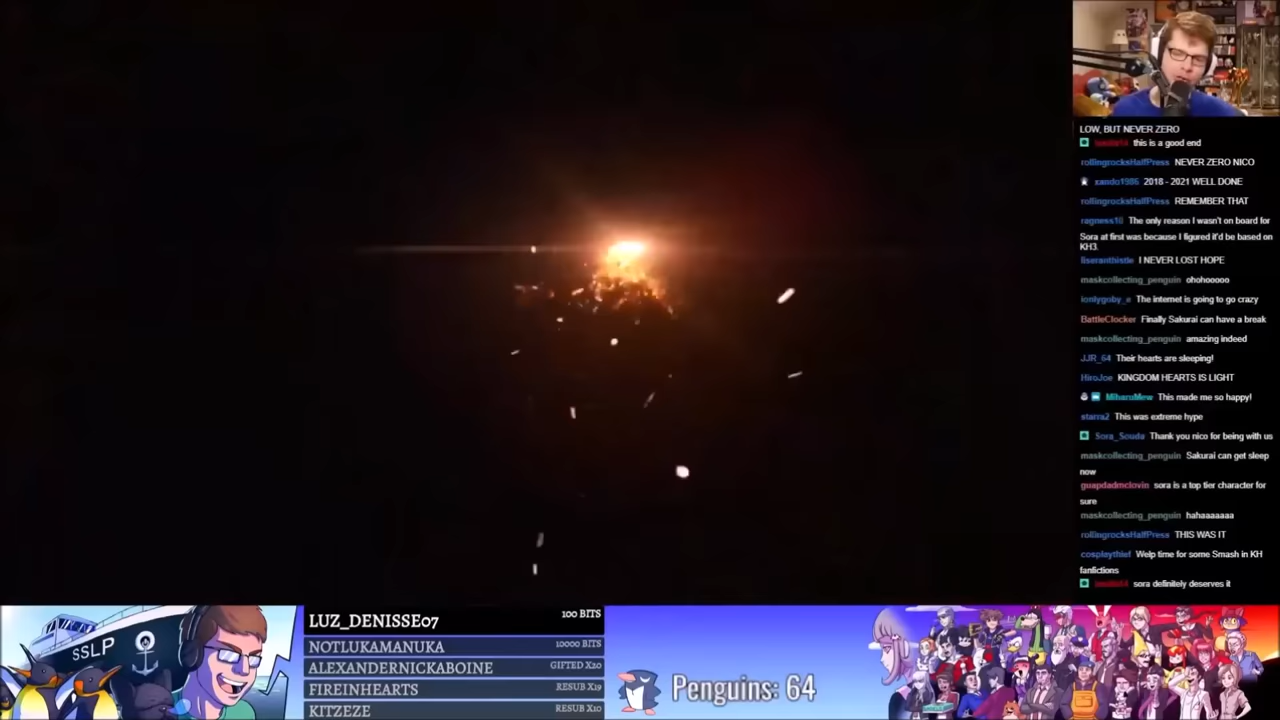 LOW, BUT NEVER ZERO
this is a good end
rollingrocksHalfPress NEVER ZERO NICO
xando1986 2018 - 2021 WELL DONE
rollingrocksHalfPress REMEMBER THAT
ragness16 The only reason I wasn't on board for
Sora at first was because I figured it'd be based on
KH3.
liseranthistle I NEVER LOST HOPE
maskcollecting_penguin ohohooooo
ionlygoby_e The internet is going to go crazy
BattleClocker Finally Sakurai can have a break
maskcollecting_penguin amazing indeed
JJR_64 Their hearts are sleeping!
HiroJoe KINGDOM HEARTS IS LIGHT
MiharuMew This made me so happy!
starra2 This was extreme hype
Sora_Souda Thank you nico for being with us
maskcollecting_penguin Sakurai can get sleep
now
guapdadmclovin sora is a top tier character for
sure
maskcollecting_penguin hahaaaaaaa
rollingrocksHalfPress THIS WAS IT
cosplaythief Welp time for some Smash in KH
fanfictions
sora definitely deserves it
SSLP
LUZ_DENISSE07 100 BITS
NOTLUKAMANUKA 10000 BITS
ALEXANDERNICKABOINE GIFTED X20
FIREINHEARTS RESUB X19
KITZEZE RESUB X10
Penguins: 64